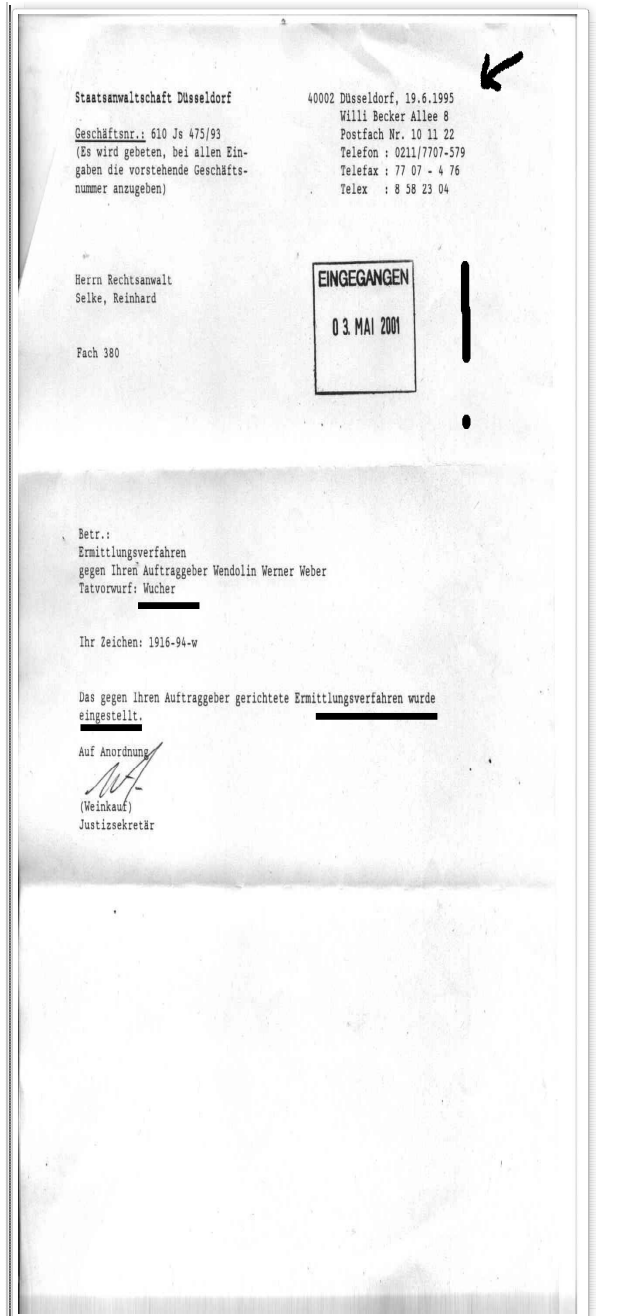 Staatsanwaltschaft Düsseldorf
40002 Düsseldorf, 19.6.1995
Willi Becker Allee 8
Geschäftsnr.: 610 Js 475/93
Postfach Nr. 10 11 22
(Es wird gebeten, bei allen Ein-
Telefon : 0211/7707-579
gaben die vorstehende Geschäfts-
Telefax : 77 07 - 4 76
nummer anzugeben)
Telex : 8 58 23 04
Herrn Rechtsanwalt
Selke, Reinhard
EINGEGANGEN
03. MAI 2001
Fach 380
Betr.:
Ermittlungsverfahren
gegen Ihren Auftraggeber Wendolin Werner Weber
Tatvorwurf: Wucher
Ihr Zeichen: 1916-94-w
Das gegen Ihren Auftraggeber gerichtete Ermittlungsverfahren wurde
eingestellt.
Auf Anordnung
(Weinkauf)
Justizsekretär